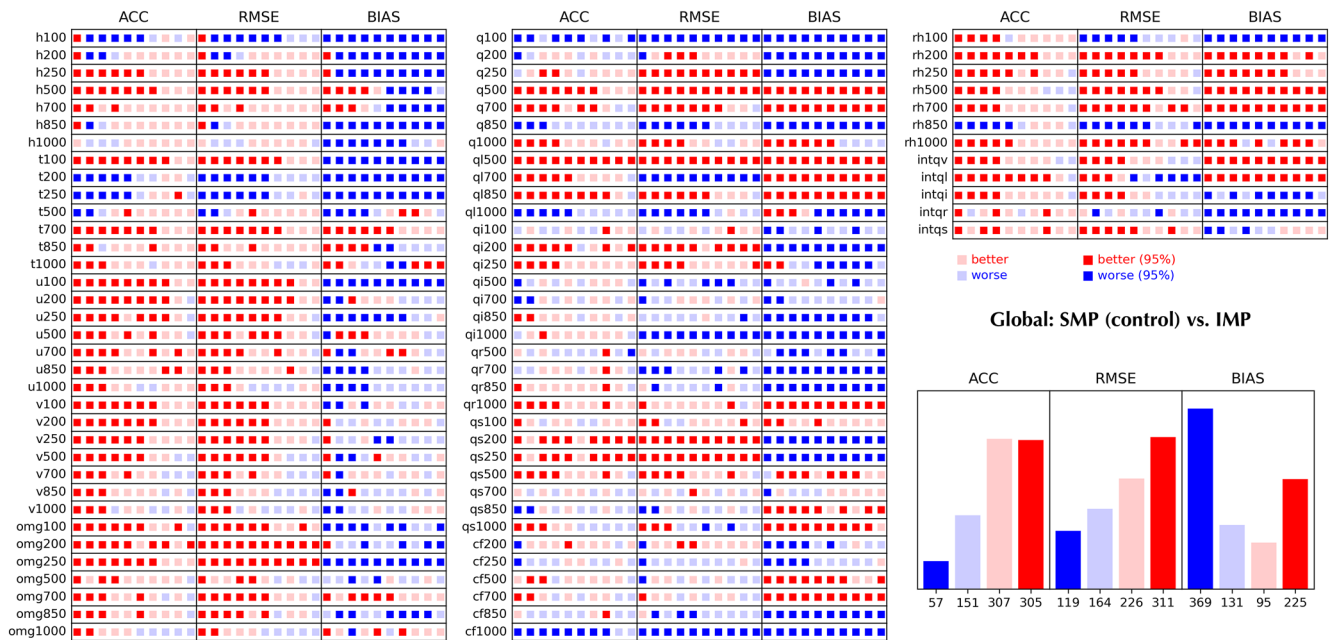 ACC RMSE BIAS
h100
h200
h250
h500
h700
h850
h1000
t100
t200
t250
t500
t700
t850
t1000
u100
u200
u250
u500
u700
u850
u1000
v100
v200
v250
v500
v700
v850
v1000
omg100
omg200
omg250
omg500
omg700
omg850
omg1000
ACC RMSE BIAS
q100
q200
q250
q500
q700
q850
q1000
ql500
ql700
ql850
ql1000
qi100
qi200
qi250
qi500
qi700
qi850
qi1000
qr500
qr700
qr850
qr1000
qs100
qs200
qs250
qs500
qs700
qs850
qs1000
cf200
cf250
cf500
cf700
cf850
cf1000
ACC RMSE BIAS
rh100
rh200
rh250
rh500
rh700
rh850
rh1000
intqv
intql
intqi
intqr
intqs
better better (95%)
worse worse (95%)
Global: SMP (control) vs. IMP
ACC RMSE BIAS
57 151 307 305 119 164 226 311 369 131 95 225